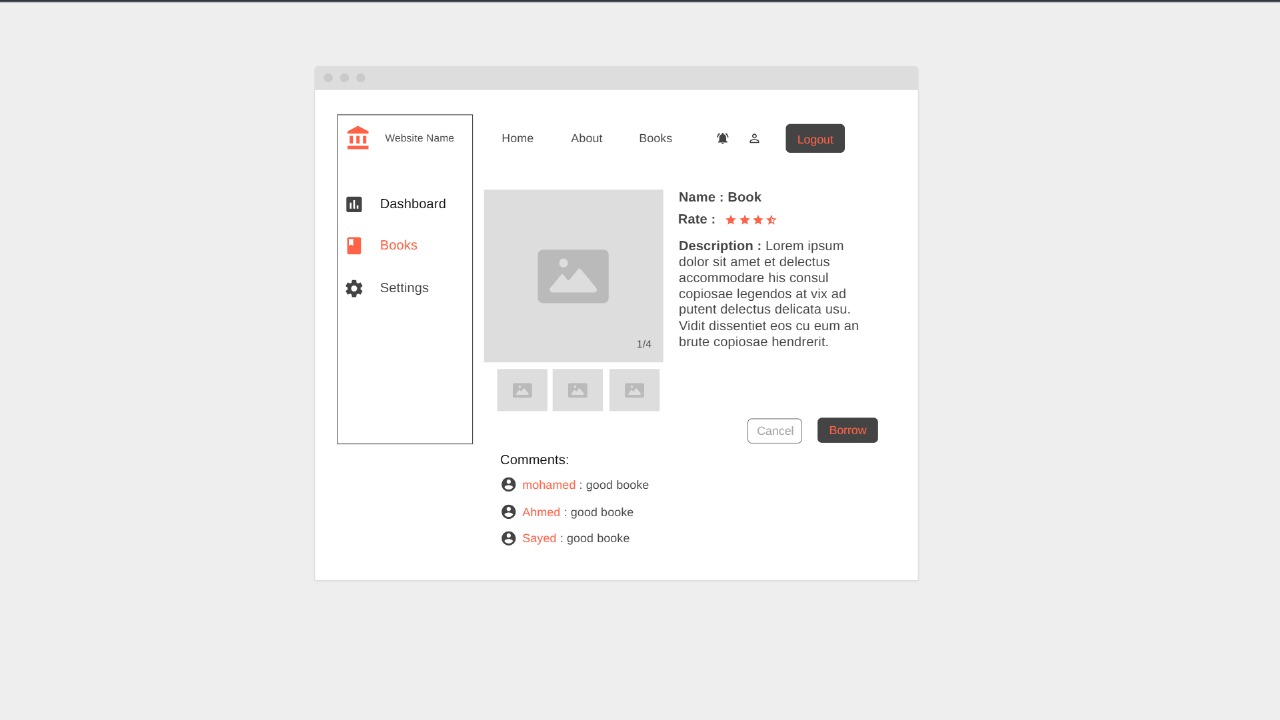 Website Name
Home About Books Logout
Dashboard
Books
Settings
1/4
Name : Book
Rate :
Description : Lorem ipsum
dolor sit amet et delectus
accommodare his consul
copiosae legendos at vix ad
putent delectus delicata usu.
Vidit dissentiet eos cu eum an
brute copiosae hendrerit.
Cancel Borrow
Comments:
mohamed : good booke
Ahmed : good booke
Sayed : good booke